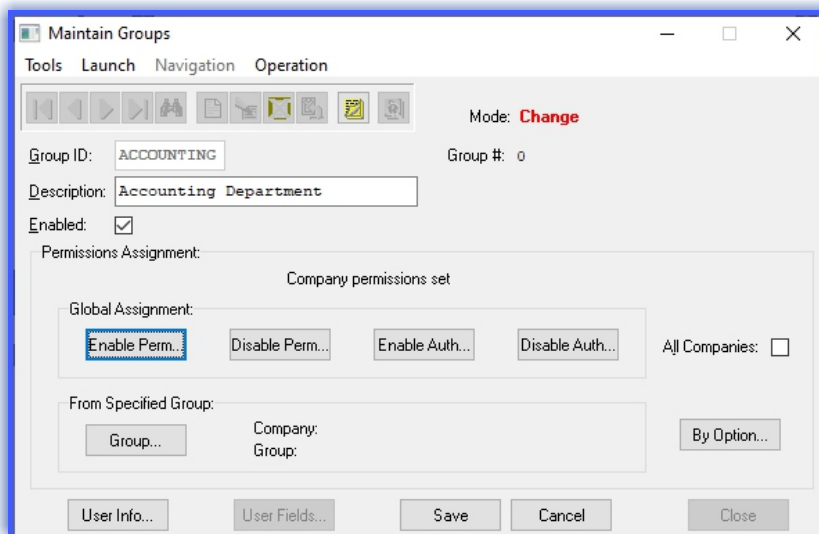 Maintain Groups
Tools Launch Navigation Operation
Mode: Change
Group ID: ACCOUNTING Group #: 0
Description: Accounting Department
Enabled:
Permissions Assignment:
Company permissions set
Global Assignment:
Enable Perm... Disable Perm... Enable Auth... Disable Auth... All Companies:
From Specified Group:
Group... Company: By Option...
Group:
User Info... User Fields... Save Cancel Close